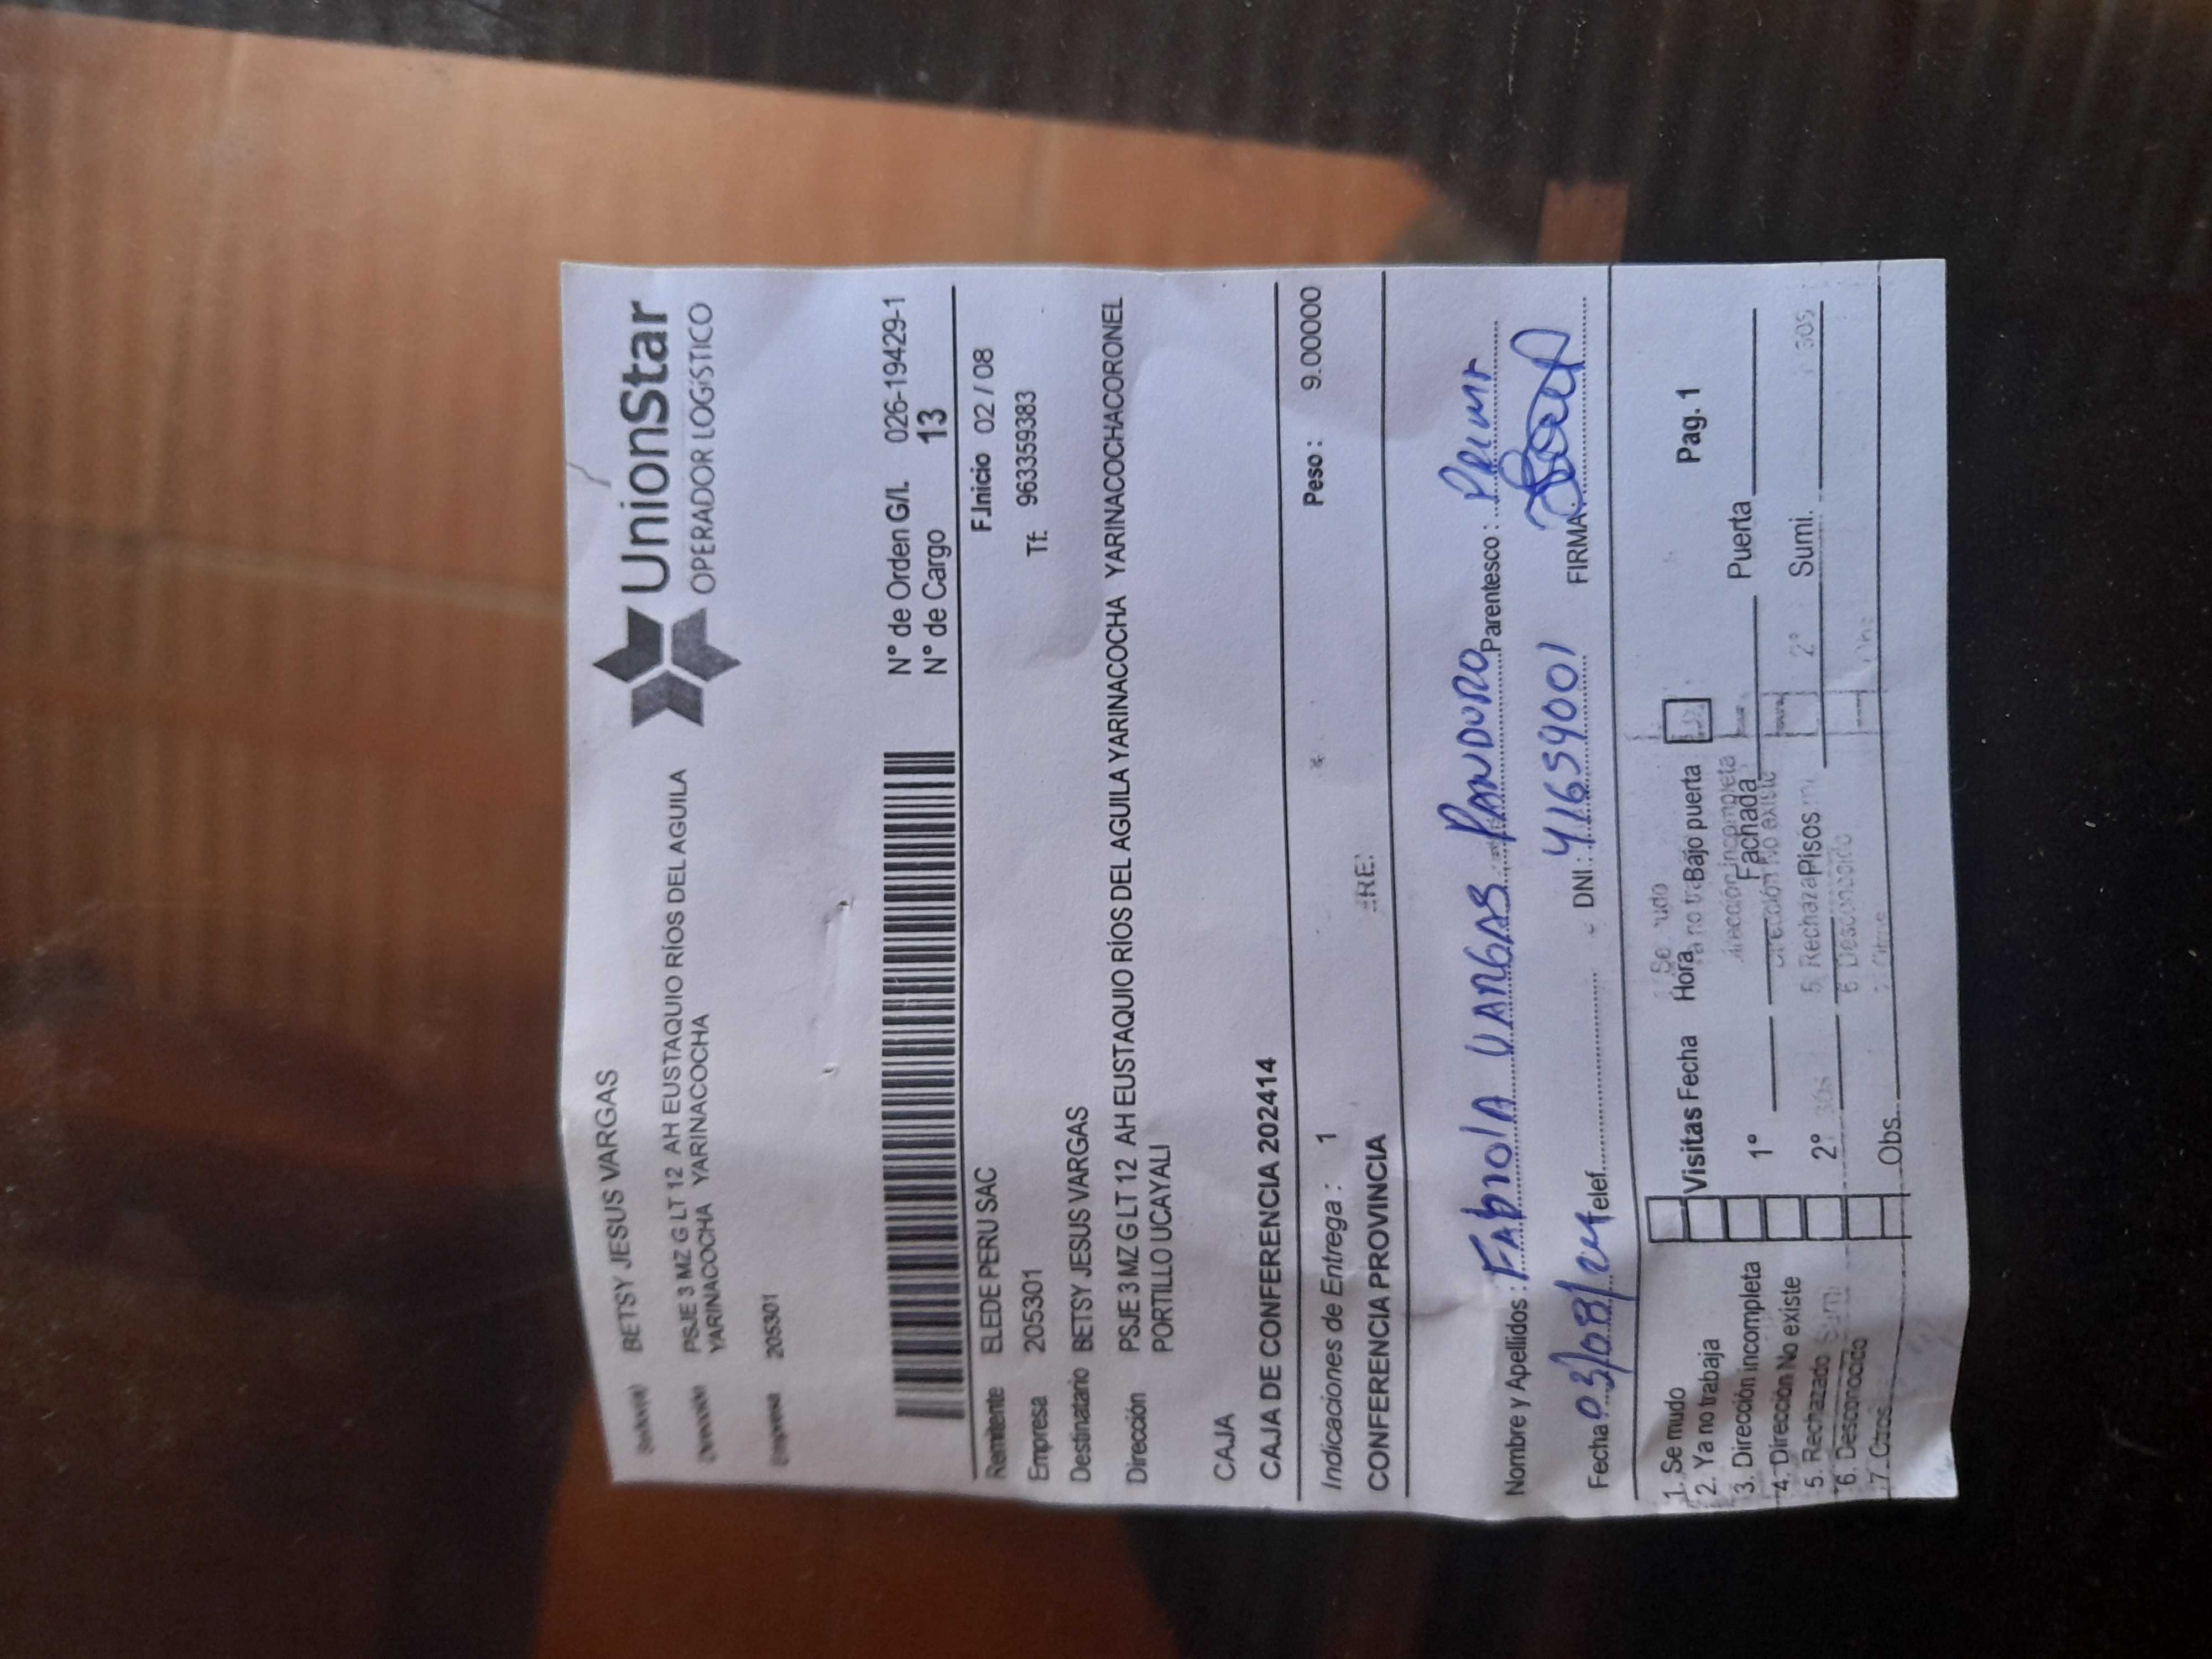 BETSY JESUS VARGAS
UnionStar
OPERADOR LOGÍSTICO
PSJE 3 MZ G LT 12 AH EUSTAQUIO RÍOS DEL AGUILA
YARINACOCHA YARINACOCHA
Empresa 205301
N° de Orden G/I. 026-19429-1
N° de Cargo 13
Remitente ELEDE PERU SAC F.Inicio 02 / 08
Empresa 205301 Tf. 963359383
Destinatario BETSY JESUS VARGAS
Dirección PSJE 3 MZ G LT 12 AH EUSTAQUIO RÍOS DEL AGUILA YARINACOCHA YARINACOCHACORONEL
PORTILLO UCAYALI
CAJA
CAJA DE CONFERENCIA 202414
Indicaciones de Entrega : 1 Peso : 9.00000
CONFERENCIA PROVINCIA
Nombre y Apellidos : Fabiola VARGAS PANDURO Parentesco :
Fecha 03/08/24 Telef. DNI: 41659001 FIRMA:
1. Se mudo Visitas Fecha Hora Bajo puerta Pag. 1
2. Ya no trabaja
3. Dirección incompleta 1° Fachada Puerta
4. Dirección No existe
5. Rechazado 2° Pisos Sumi.
6. Desconocido
7. Otros Obs.